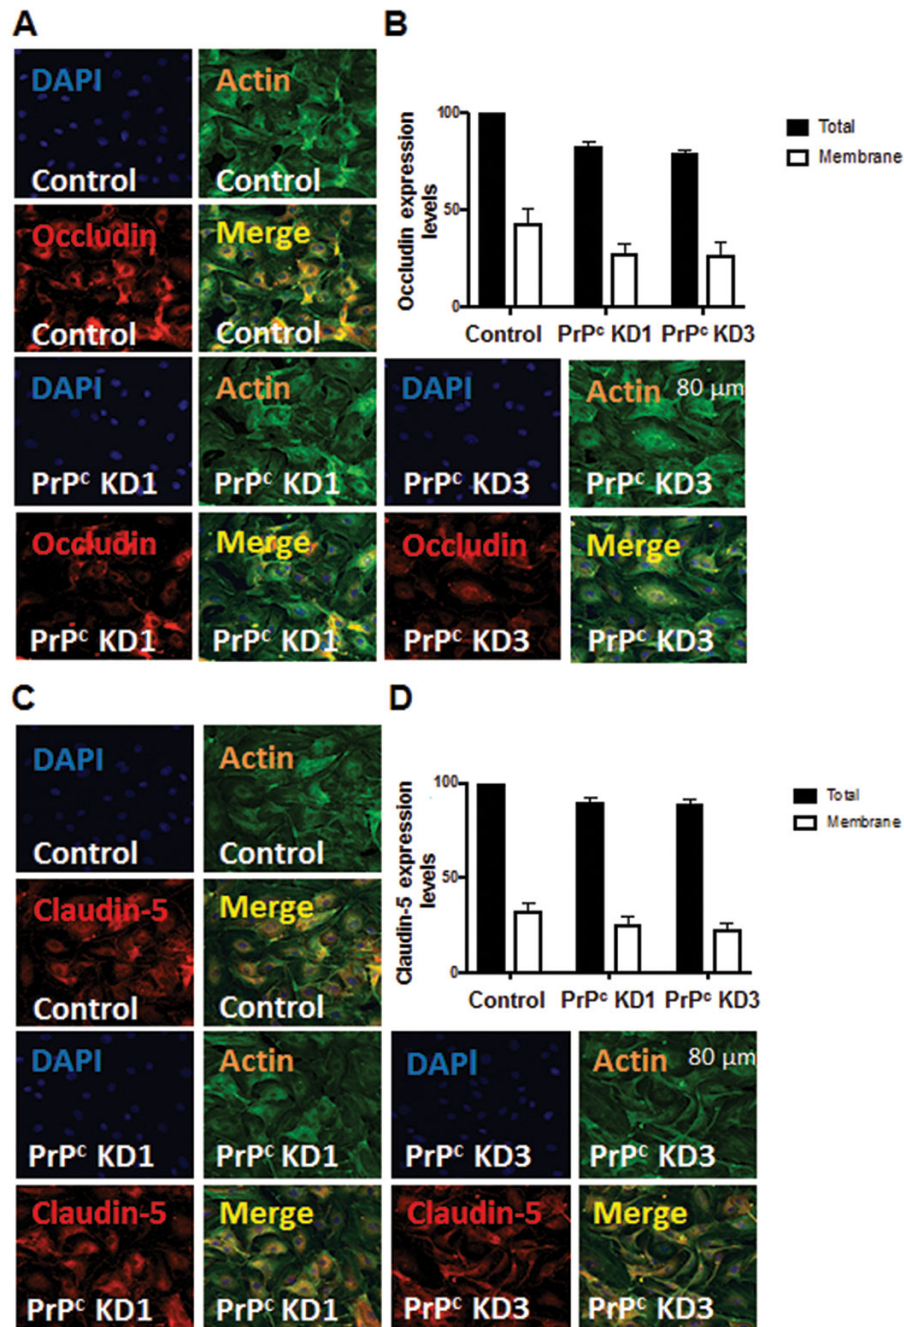 A
DAPI
Control
Actin
Control
Occludin
Control
Merge
Control
DAPI
PrPᶜ KD1
Actin
PrPᶜ KD1
Occludin
PrPᶜ KD1
Merge
PrPᶜ KD1
B
Occludin expression
levels
100
50
0
Control
PrPᶜ KD1
PrPᶜ KD3
Total
Membrane
DAPI
PrPᶜ KD3
Actin
80 μm
PrPᶜ KD3
Occludin
PrPᶜ KD3
Merge
PrPᶜ KD3
C
DAPI
Control
Actin
Control
Claudin-5
Control
Merge
Control
DAPI
PrPᶜ KD1
Actin
PrPᶜ KD1
Claudin-5
PrPᶜ KD1
Merge
PrPᶜ KD1
D
Claudin-5 expression
levels
100
50
0
Control
PrPᶜ KD1
PrPᶜ KD3
Total
Membrane
DAPI
PrPᶜ KD3
Actin
80 μm
PrPᶜ KD3
Claudin-5
PrPᶜ KD3
Merge
PrPᶜ KD3